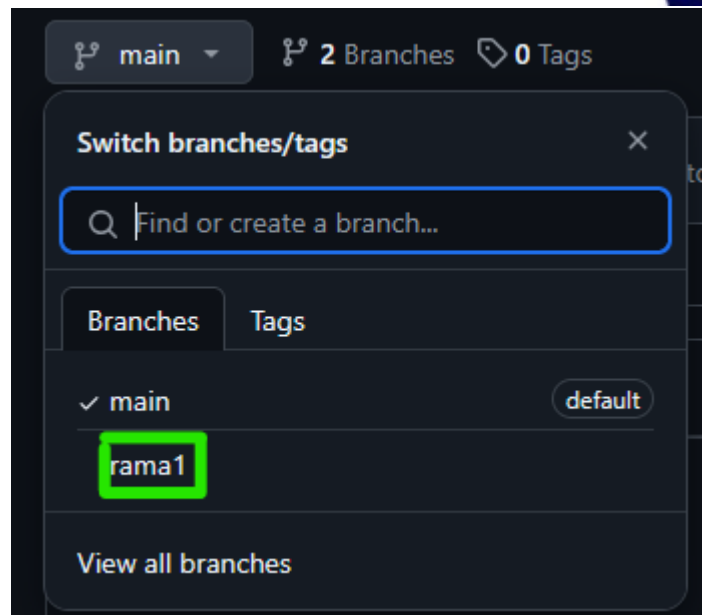 main 2 Branches 0 Tags
Switch branches/tags
Find or create a branch...
Branches Tags
main default
rama1
View all branches